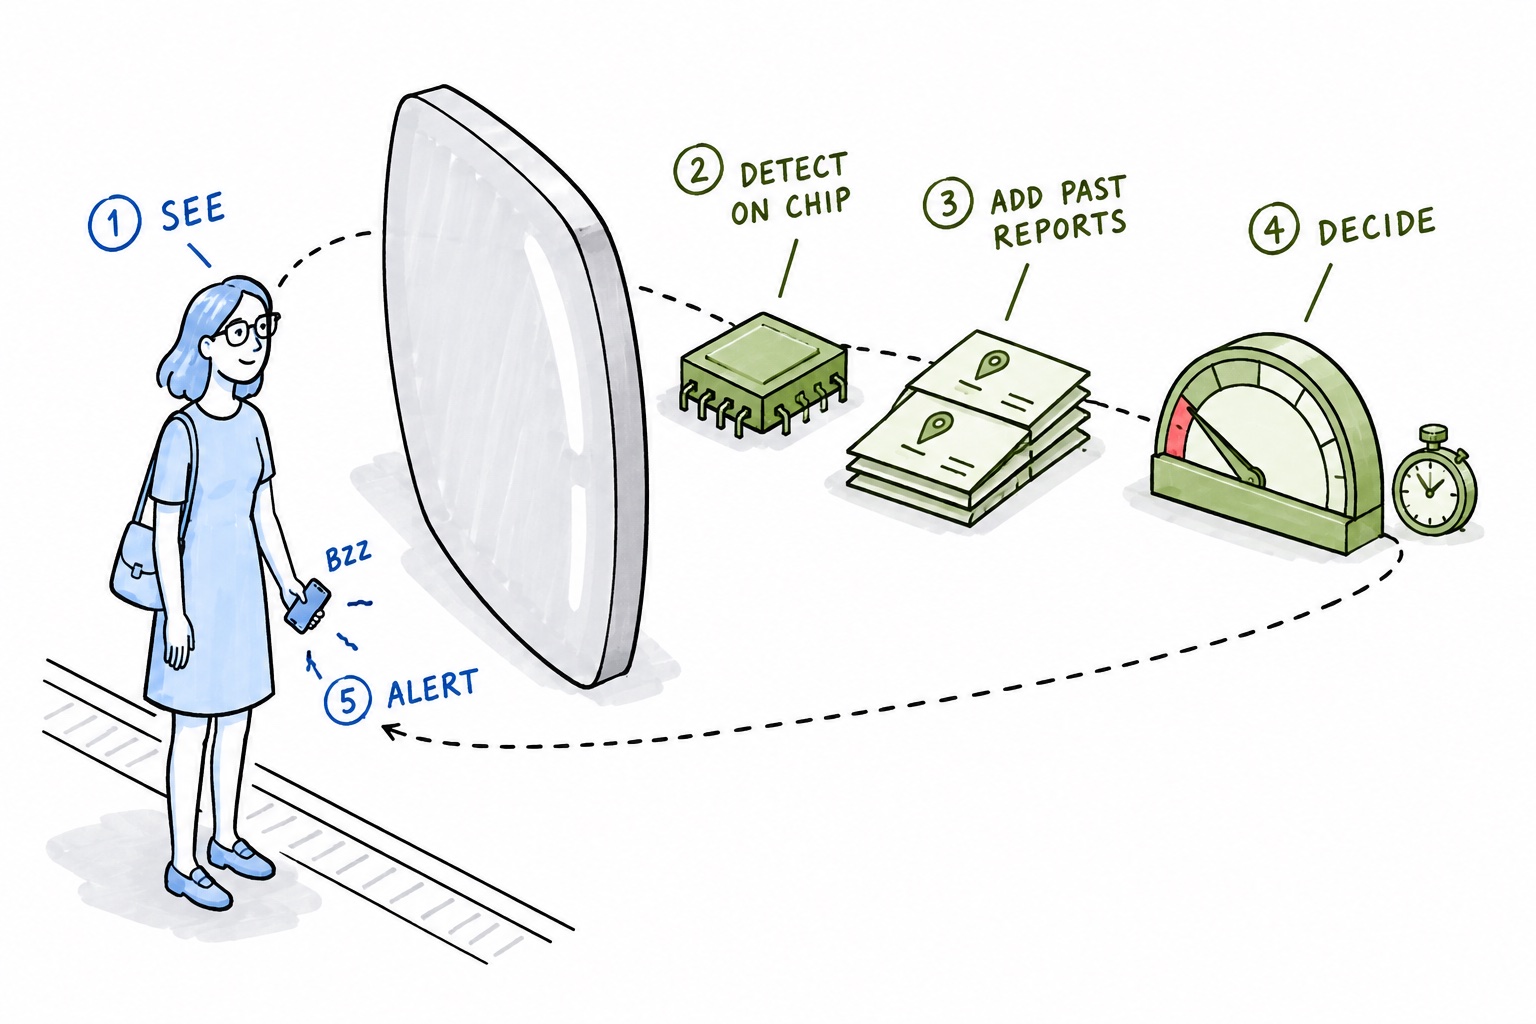 1 SEE
2 DETECT
ON CHIP
3 ADD PAST
REPORTS
4 DECIDE
BZZ
5 ALERT